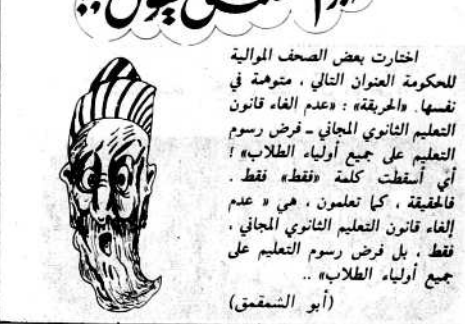 اختارت بعض الصحف الموالية
للحكومة العنوان التالي ، متوهمة في
نفسها. «الحربقة» : «عدم الغاء قانون
التعليم الثانوي المجاني ــ فرض رسوم
التعليم على جميع أولياء الطلاب» !
أي أسقطت كلمة «فقط» فقط .
فالحقيقة ، كما تعلمون ، هي « عدم
إلغاء قانون التعليم الثانوي المجاني ،
فقط ، بل فرض رسوم التعليم على
جميع أولياء الطلاب» ..
(أبو الشمقمق)